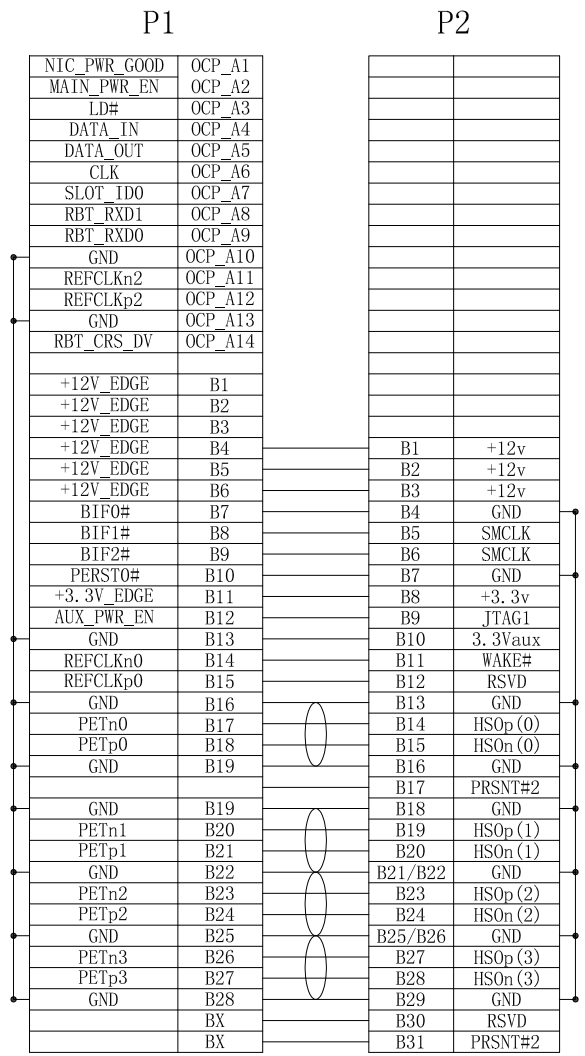 P1 P2
NIC_PWR_GOOD OCP_A1
MAIN_PWR_EN OCP_A2
LD# OCP_A3
DATA_IN OCP_A4
DATA_OUT OCP_A5
CLK OCP_A6
SLOT_ID0 OCP_A7
RBT_RXD1 OCP_A8
RBT_RXD0 OCP_A9
GND OCP_A10
REFCLKn2 OCP_A11
REFCLKp2 OCP_A12
GND OCP_A13
RBT_CRS_DV OCP_A14
+12V_EDGE B1
+12V_EDGE B2
+12V_EDGE B3
+12V_EDGE B4 B1 +12v
+12V_EDGE B5 B2 +12v
+12V_EDGE B6 B3 +12v
BIF0# B7 B4 GND
BIF1# B8 B5 SMCLK
BIF2# B9 B6 SMCLK
PERST0# B10 B7 GND
+3.3V_EDGE B11 B8 +3.3v
AUX_PWR_EN B12 B9 JTAG1
GND B13 B10 3.3Vaux
REFCLKn0 B14 B11 WAKE#
REFCLKp0 B15 B12 RSVD
GND B16 B13 GND
PETn0 B17 B14 HSOp(0)
PETp0 B18 B15 HSOn(0)
GND B19 B16 GND
B17 PRSNT#2
GND B19 B18 GND
PETn1 B20 B19 HSOp(1)
PETp1 B21 B20 HSOn(1)
GND B22 B21/B22 GND
PETn2 B23 B23 HSOp(2)
PETp2 B24 B24 HSOn(2)
GND B25 B25/B26 GND
PETn3 B26 B27 HSOp(3)
PETp3 B27 B28 HSOn(3)
GND B28 B29 GND
BX B30 RSVD
BX B31 PRSNT#2